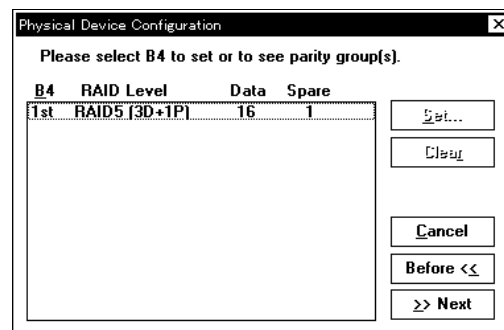 Physical Device Configuration
Please select B4 to set or to see parity group(s).
B4 RAID Level Data Spare
1st RAID5 (3D+1P) 16 1
Set...
Clear
Cancel
Before <<
>> Next